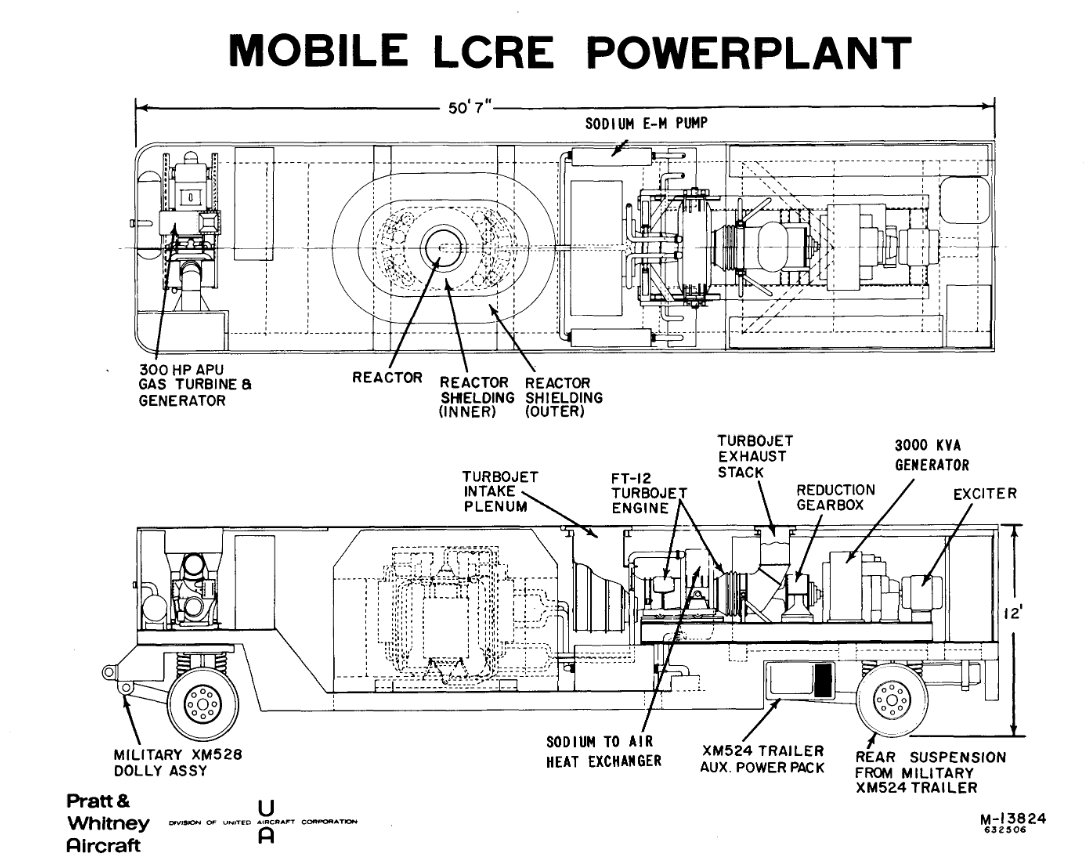 MOBILE LCRE POWERPLANT
50' 7"
SODIUM E-M PUMP
300 HP APU
GAS TURBINE &
GENERATOR
REACTOR
REACTOR
SHIELDING
(INNER)
REACTOR
SHIELDING
(OUTER)
TURBOJET
INTAKE
PLENUM
FT-12
TURBOJET
ENGINE
TURBOJET
EXHAUST
STACK
REDUCTION
GEARBOX
3000 KVA
GENERATOR
EXCITER
12'
MILITARY XM528
DOLLY ASSY
SODIUM TO AIR
HEAT EXCHANGER
XM524 TRAILER
AUX. POWER PACK
REAR SUSPENSION
FROM MILITARY
XM524 TRAILER
Pratt &
Whitney
Aircraft
DIVISION OF UNITED AIRCRAFT CORPORATION
U
A
M-13824
632506